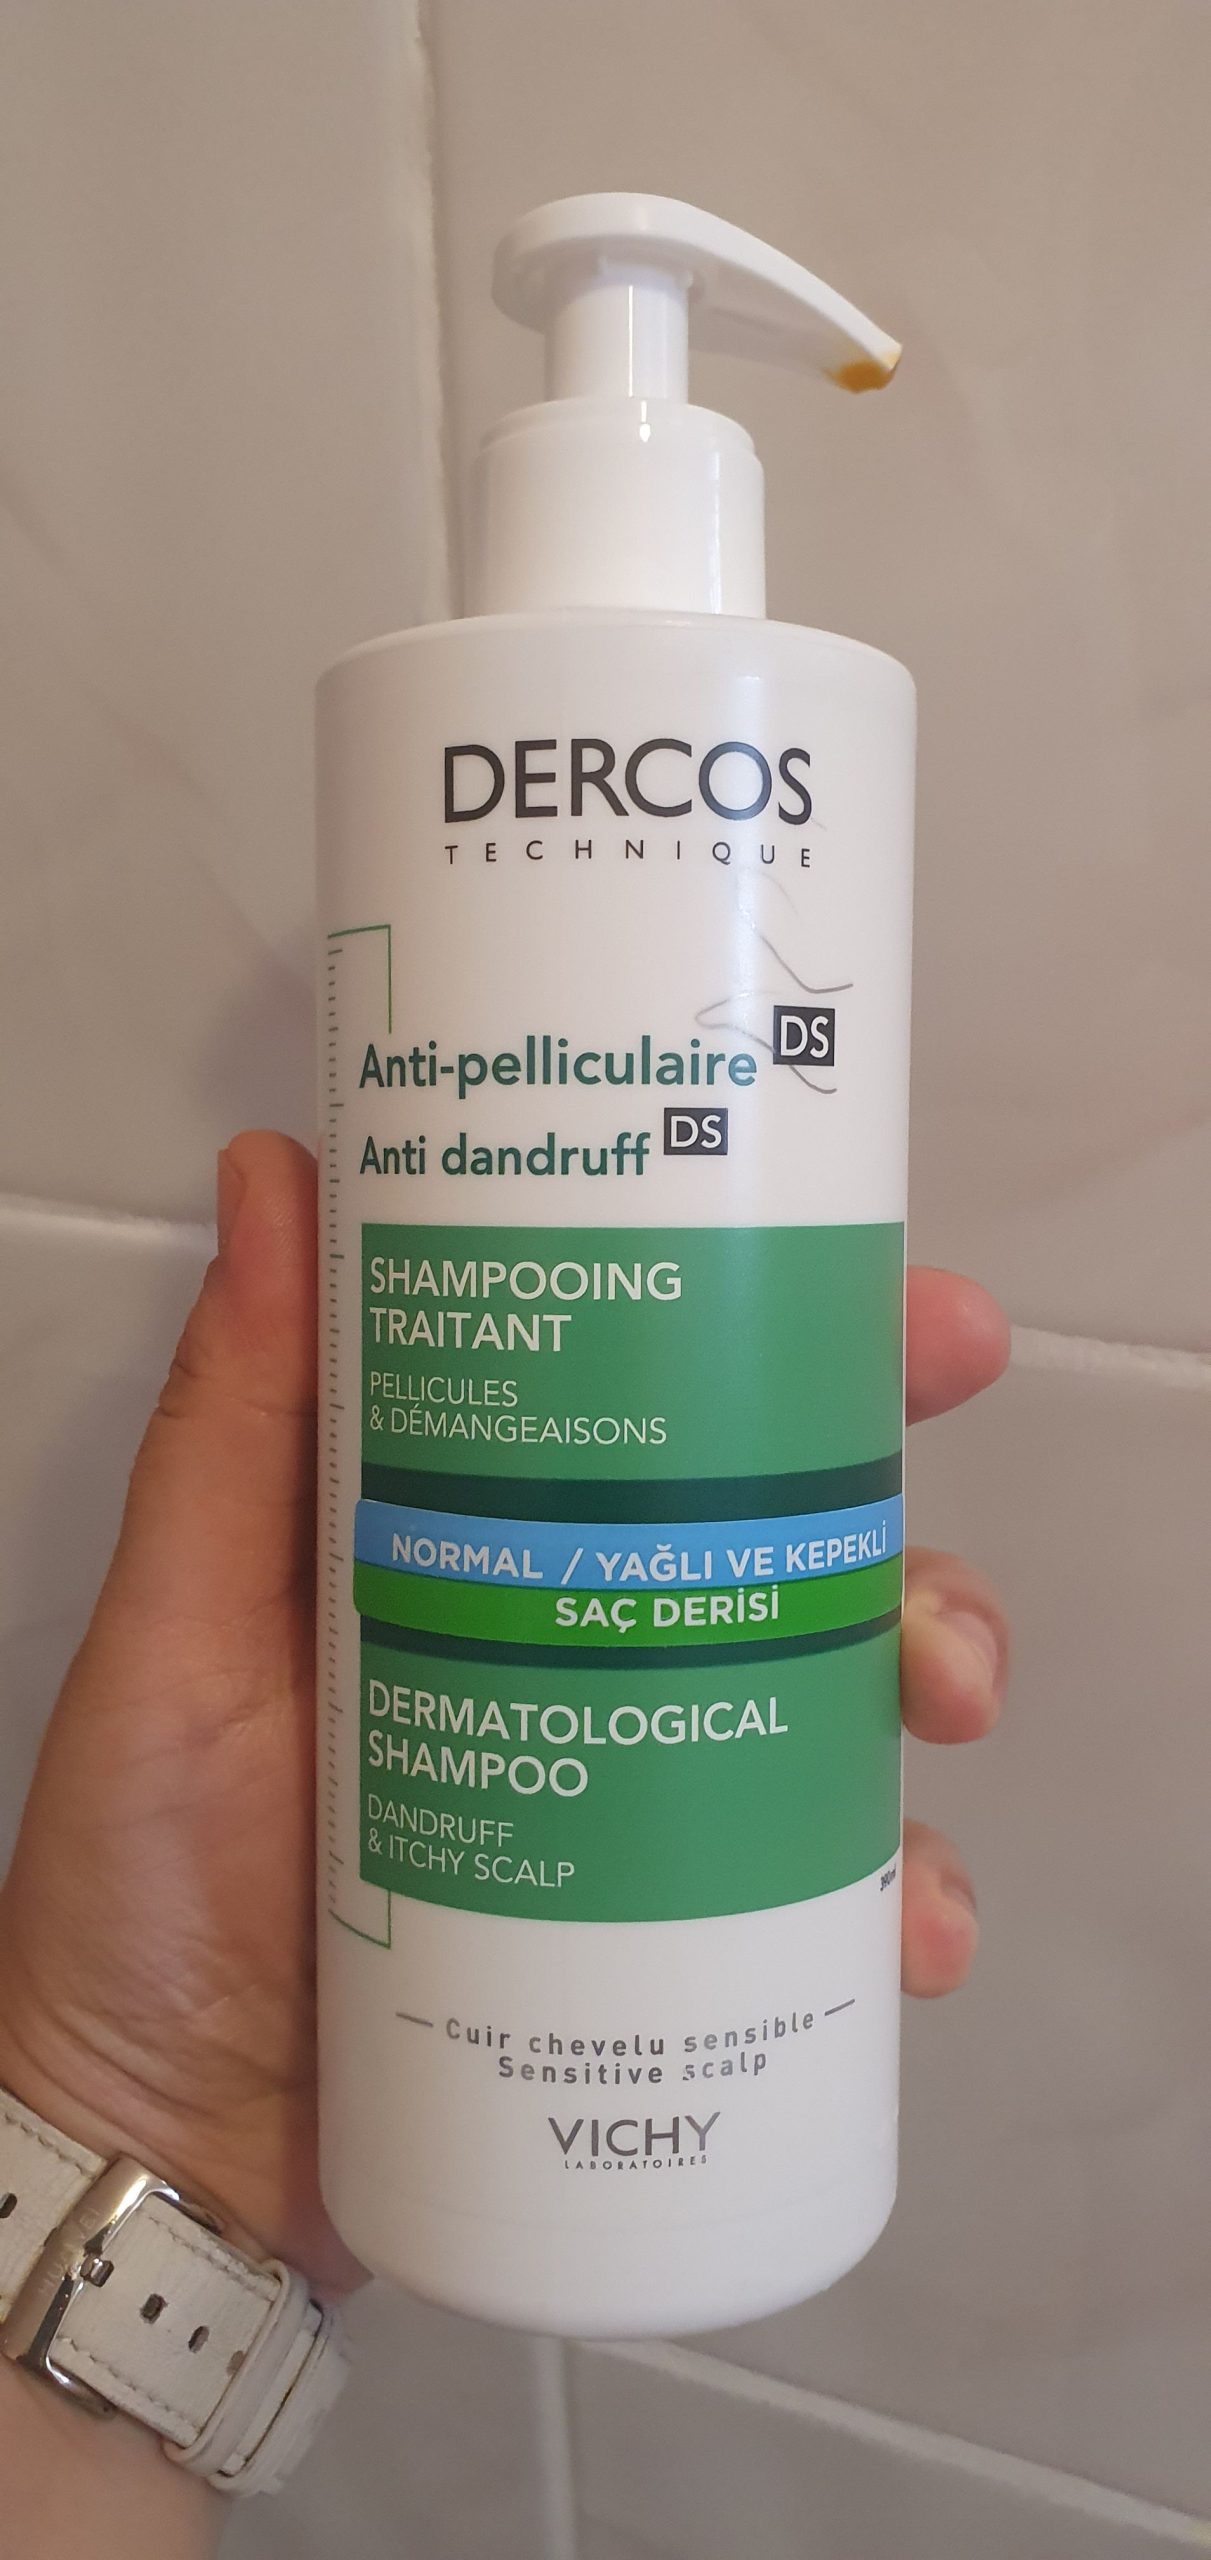 DERCOS
TECHNIQUE
Anti-pelliculaire DS
Anti dandruff DS
SHAMPOOING
TRAITANT
PELLICULES
& DÉMANGEAISONS
NORMAL / YAĞLI VE KEPEKLİ
SAÇ DERİSİ
DERMATOLOGICAL
SHAMPOO
DANDRUFF
& ITCHY SCALP
390ml
Cuir chevelu sensible
Sensitive scalp
VICHY
LABORATOIRES